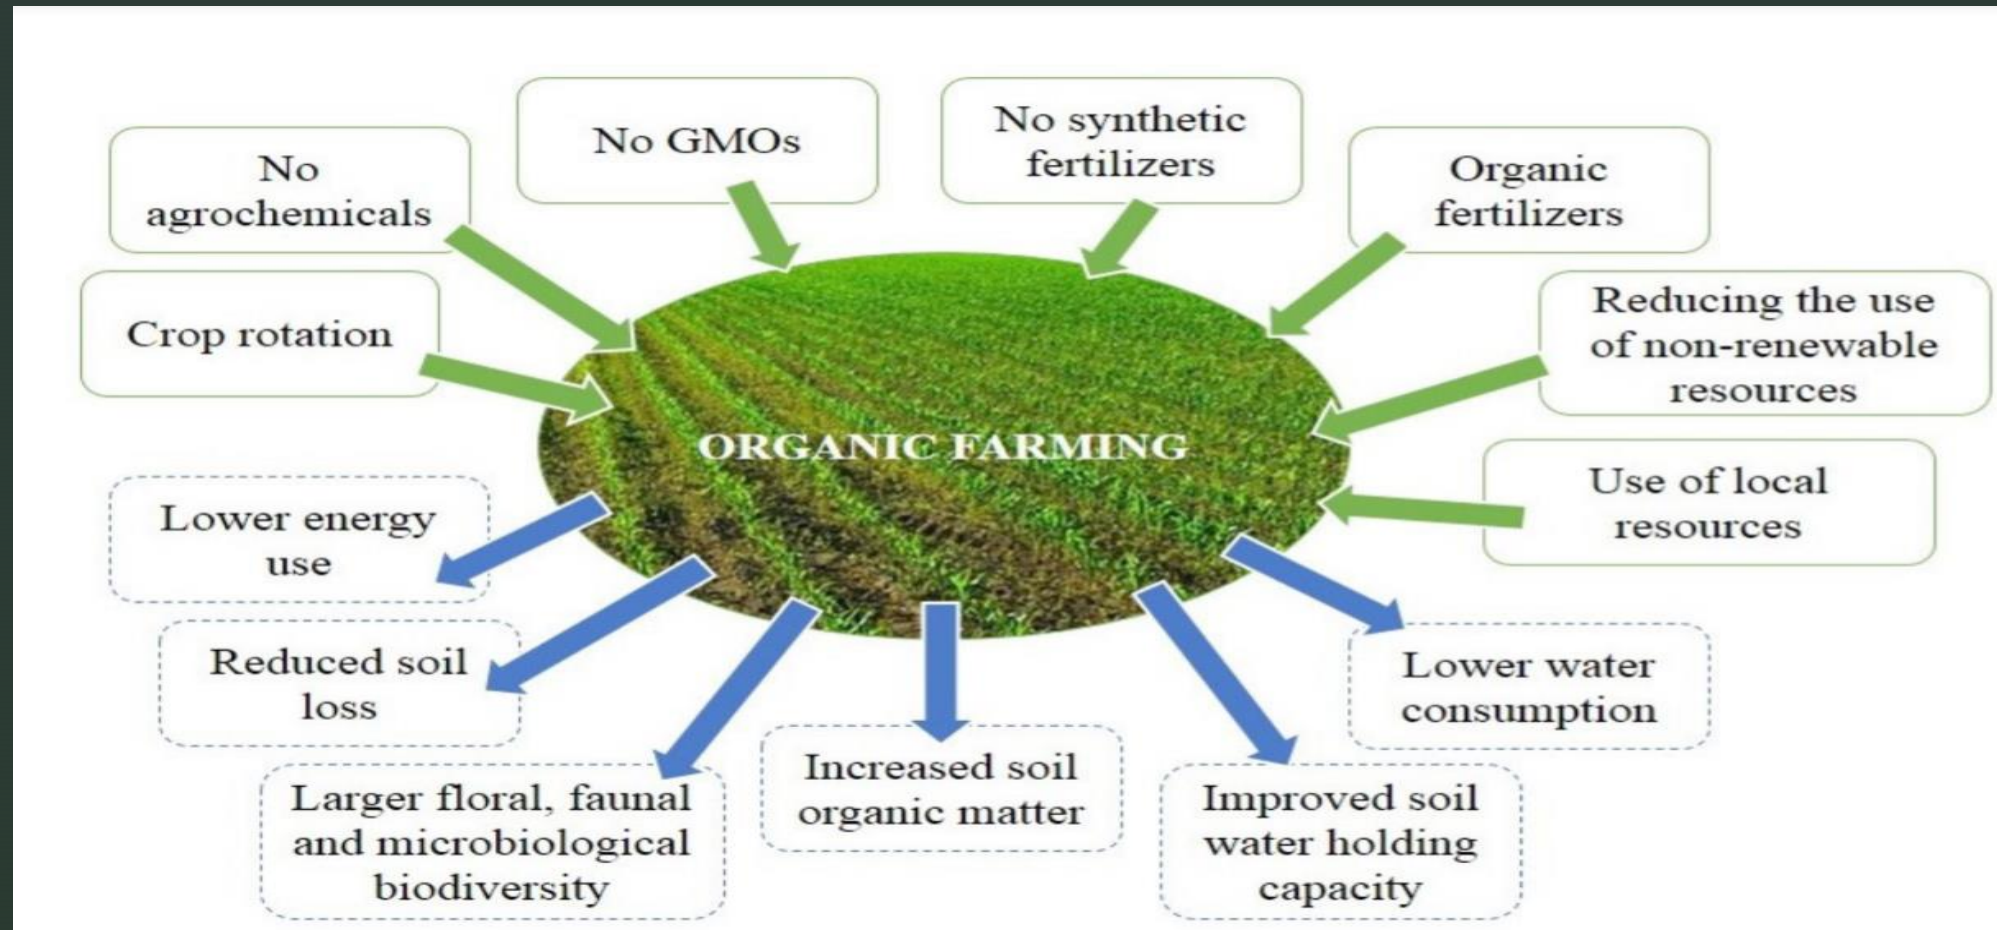 No GMOs
No synthetic
fertilizers
No
agrochemicals
Organic
fertilizers
Crop rotation
Reducing the use
of non-renewable
resources
ORGANIC FARMING
Use of local
resources
Lower energy
use
Reduced soil
loss
Larger floral, faunal
and microbiological
biodiversity
Increased soil
organic matter
Improved soil
water holding
capacity
Lower water
consumption